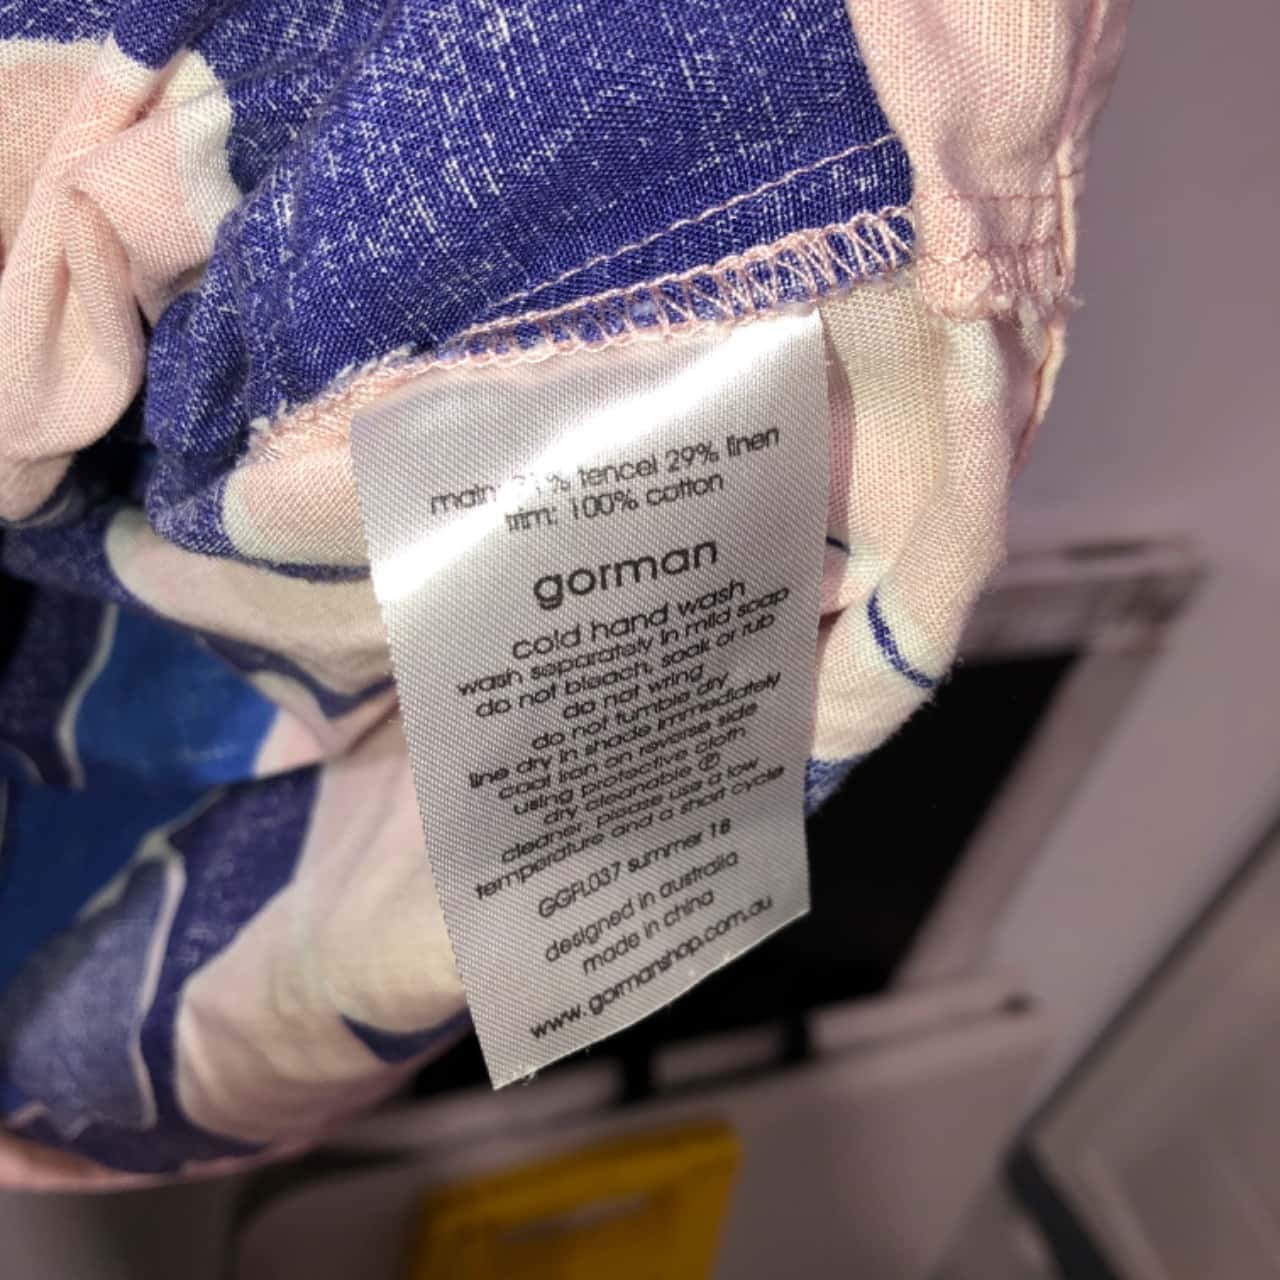 main: % tencel 29% linen
trim: 100% cotton
gorman
cold hand wash
wash separately in mild soap
do not bleach, soak or rub
do not wring
do not tumble dry
line dry in shade immediately
cool iron on reverse side
using protective cloth
dry cleanable Ⓟ
cleaner, please use a low
temperature and a short cycle
GGFL037 summer 18
designed in australia
made in china
www.gormanshop.com.au